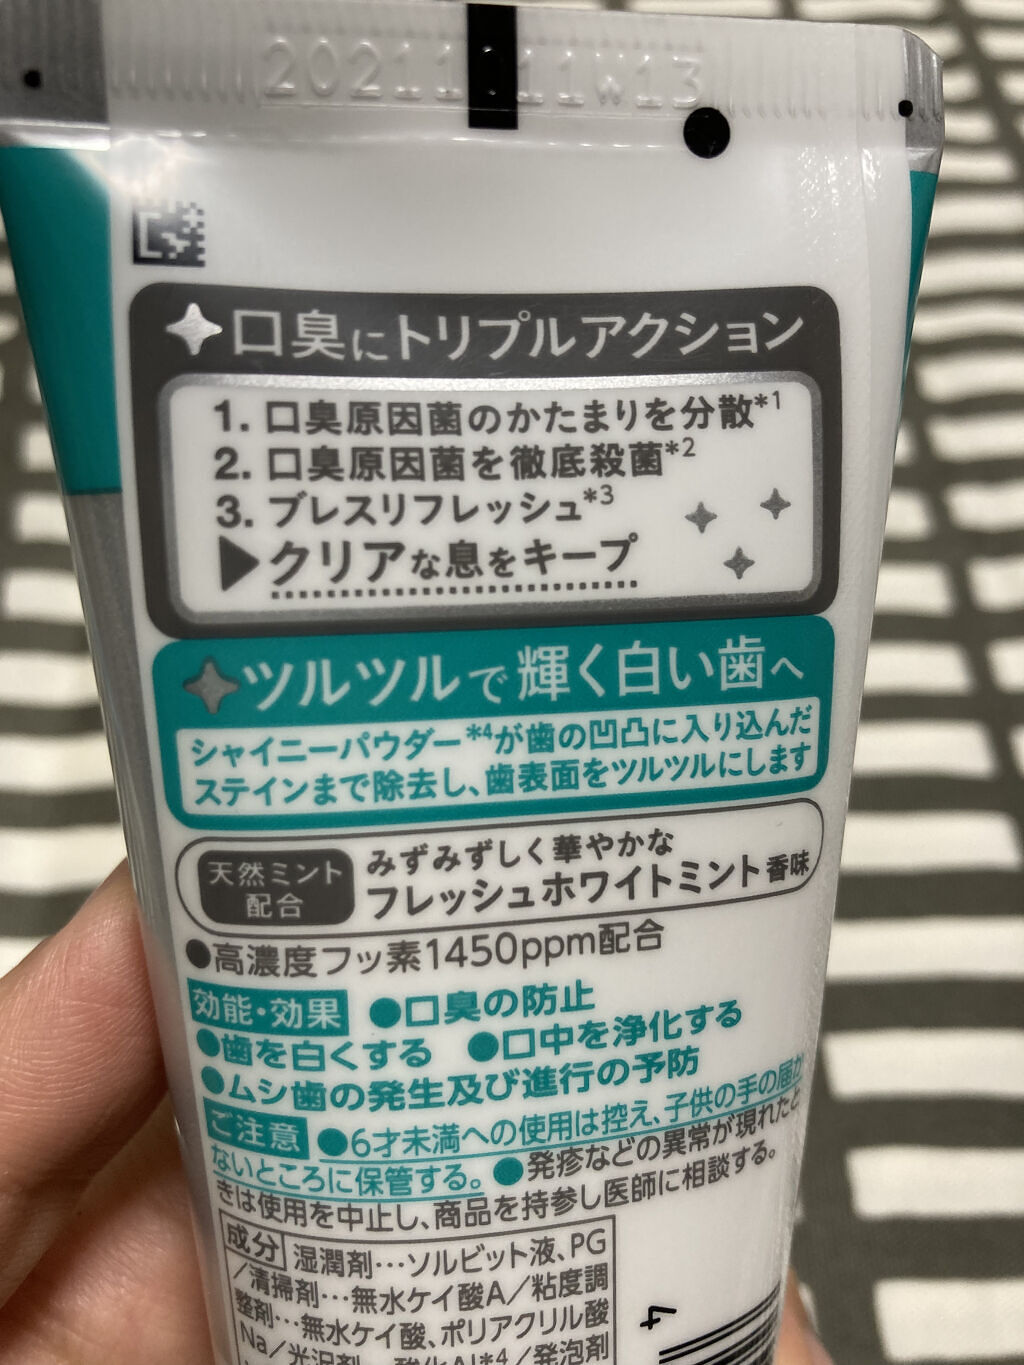 202111 11W13
口臭にトリプルアクション
1. 口臭原因菌のかたまりを分散*1
2. 口臭原因菌を徹底殺菌*2
3. ブレスリフレッシュ*3
▶クリアな息をキープ
ツルツルで輝く白い歯へ
シャイニーパウダー*4が歯の凹凸に入り込んだ
ステインまで除去し、歯表面をツルツルにします
天然ミント
配合
みずみずしく華やかな
フレッシュホワイトミント香味
●高濃度フッ素1450ppm配合
効能・効果 ●口臭の防止
●歯を白くする ●口中を浄化する
●ムシ歯の発生及び進行の予防
ご注意 ●6才未満への使用は控え、子供の手の届か
ないところに保管する。●発疹などの異常が現れたと
きは使用を中止し、商品を持参し医師に相談する。
成分 湿潤剤…ソルビット液、PG
/清掃剤…無水ケイ酸A/粘度調
整剤…無水ケイ酸、ポリアクリル酸
Na/光沢剤…酸化Al*4/発泡剤
4